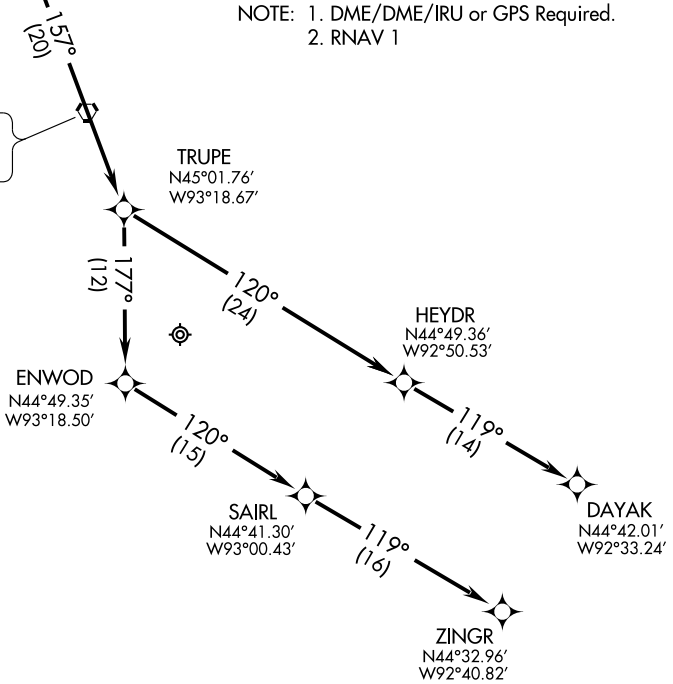 NOTE: 1. DME/DME/IRU or GPS Required.
2. RNAV 1
157°
(20)
TRUPE
N45°01.76'
W93°18.67'
177°
(12)
120°
(24)
HEYDR
N44°49.36'
W92°50.53'
ENWOD
N44°49.35'
W93°18.50'
120°
(15)
119°
(14)
SAIRL
N44°41.30'
W93°00.43'
DAYAK
N44°42.01'
W92°33.24'
119°
(16)
ZINGR
N44°32.96'
W92°40.82'